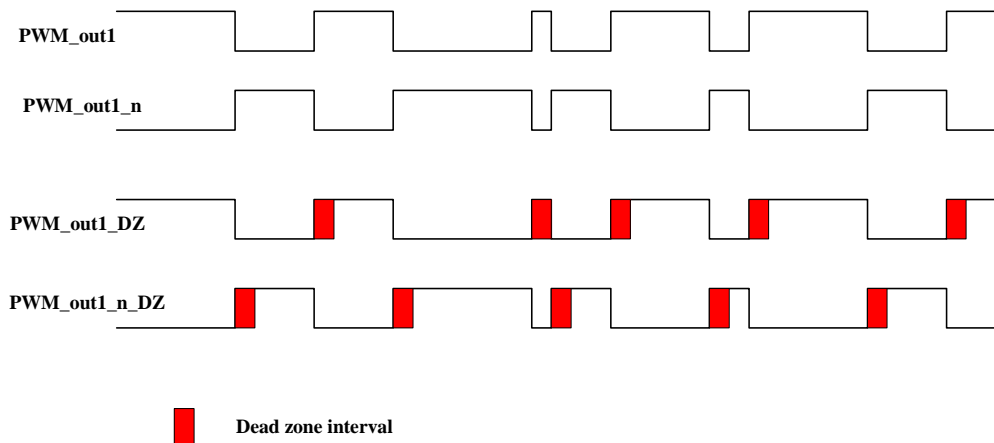 PWM_out1
PWM_out1_n
PWM_out1_DZ
PWM_out1_n_DZ
Dead zone interval